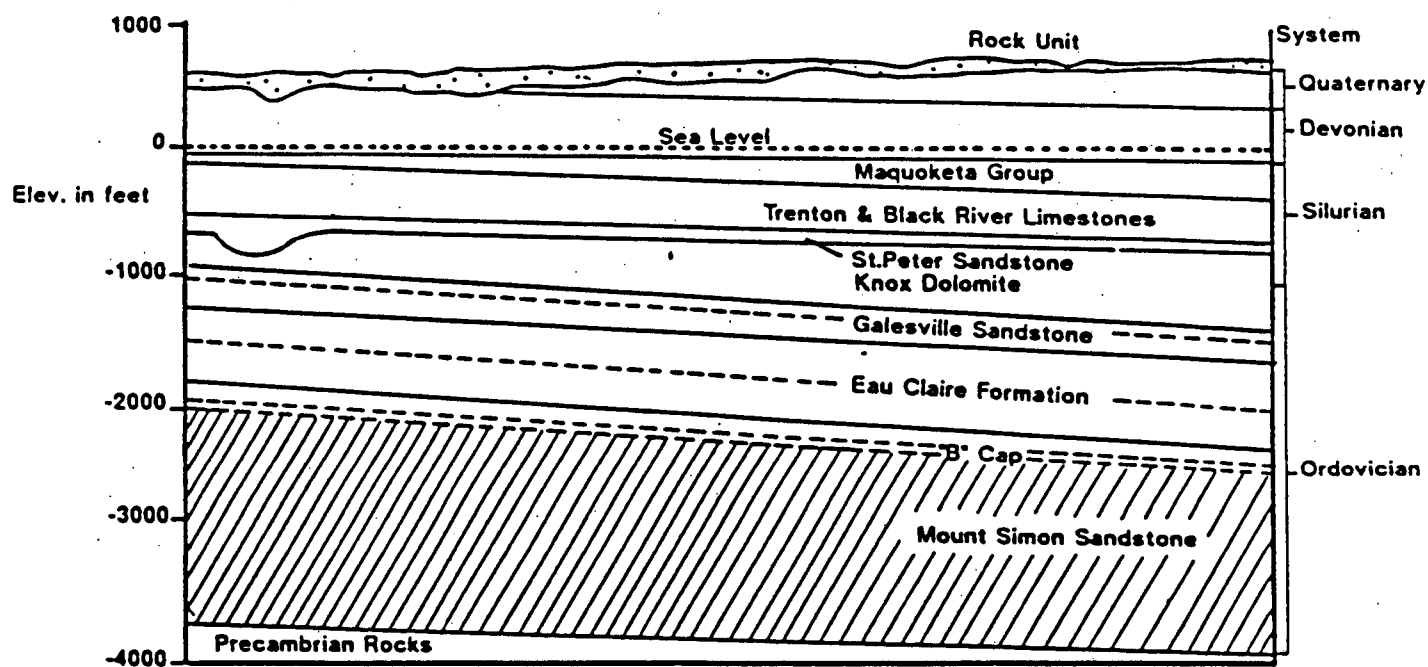 1000
Rock Unit
System
Quaternary
Devonian
0
Sea Level
Maquoketa Group
Elev. in feet
Trenton & Black River Limestones
Silurian
St.Peter Sandstone
-1000
Knox Dolomite
Galesville Sandstone
Eau Claire Formation
-2000
B" Cap
Ordovician
-3000
Mount Simon Sandstone
Precambrian Rocks
-4000